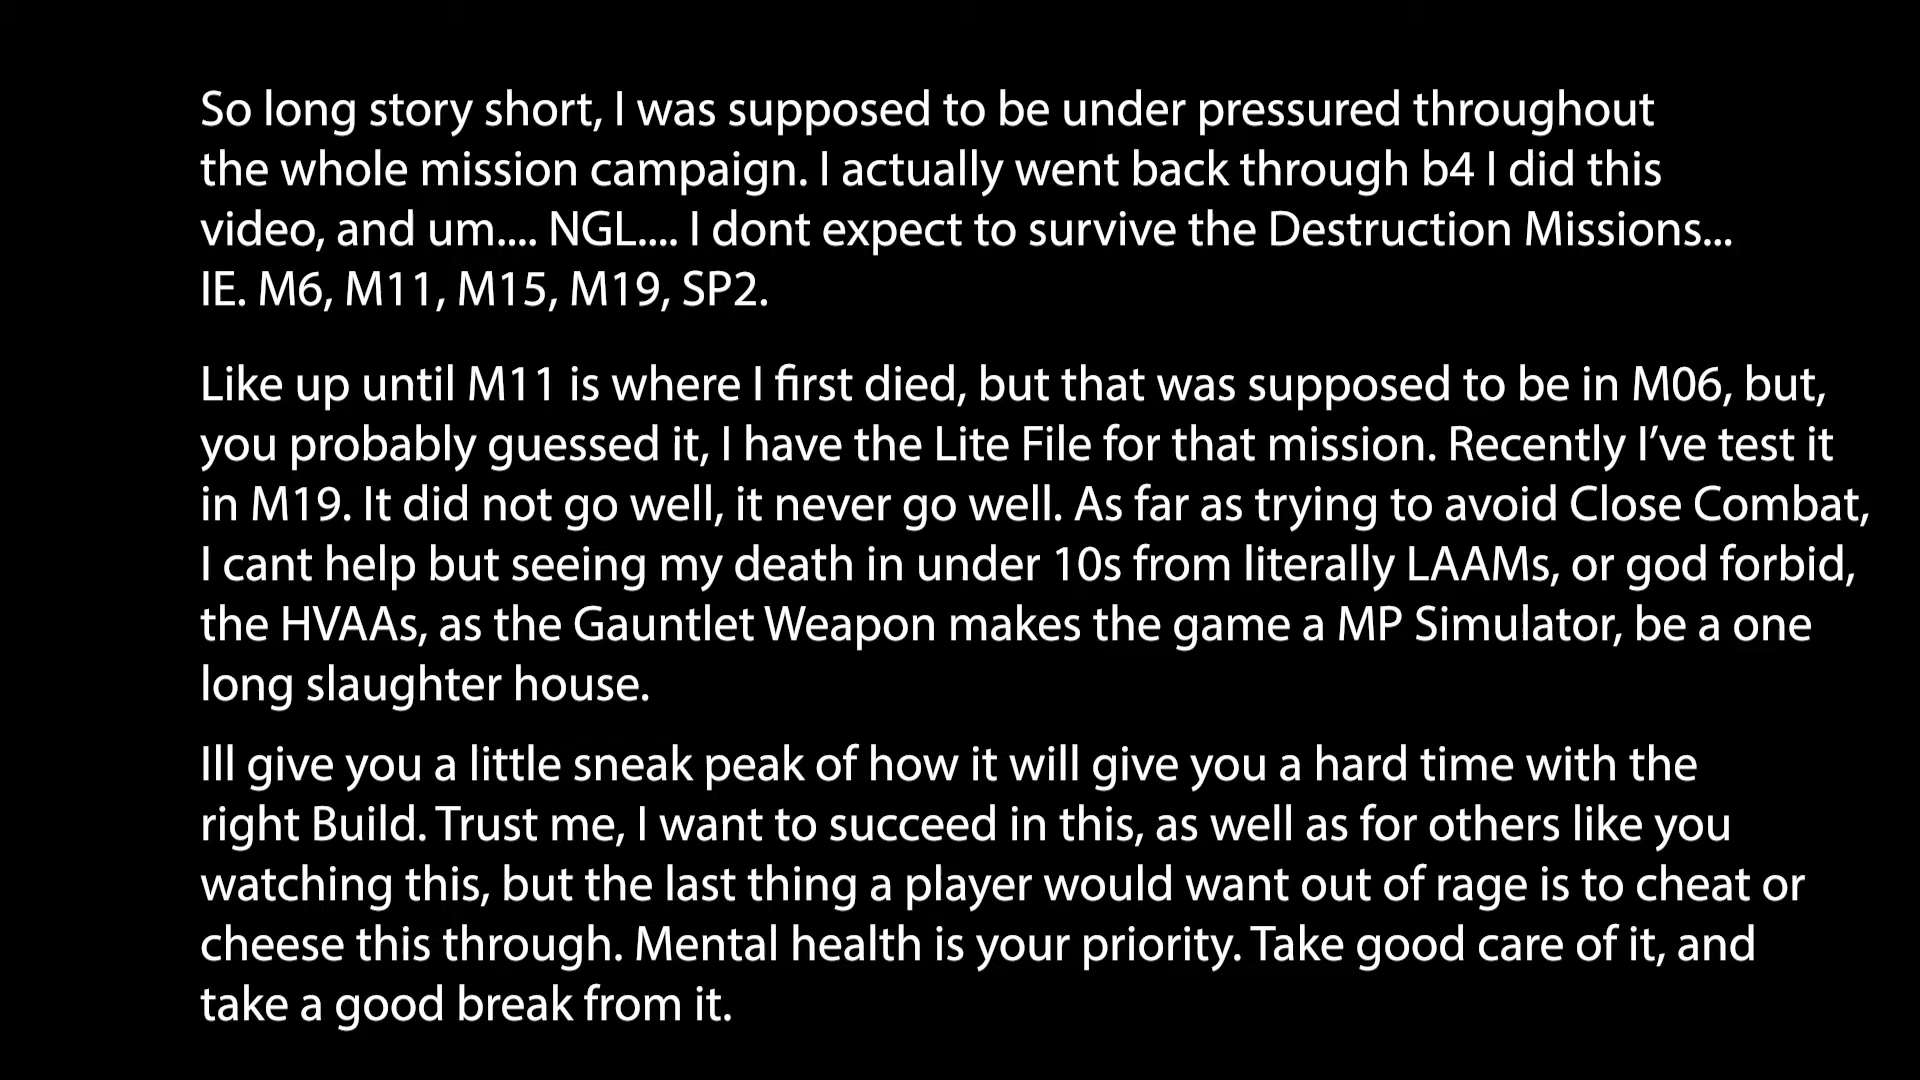 So long story short, I was supposed to be under pressured throughout
the whole mission campaign. I actually went back through b4 I did this
video, and um.... NGL.... I dont expect to survive the Destruction Missions...
IE. M6, M11, M15, M19, SP2.
Like up until M11 is where I first died, but that was supposed to be in M06, but,
you probably guessed it, I have the Lite File for that mission. Recently I’ve test it
in M19. It did not go well, it never go well. As far as trying to avoid Close Combat,
I cant help but seeing my death in under 10s from literally LAAMs, or god forbid,
the HVAAs, as the Gauntlet Weapon makes the game a MP Simulator, be a one
long slaughter house.
Ill give you a little sneak peak of how it will give you a hard time with the
right Build. Trust me, I want to succeed in this, as well as for others like you
watching this, but the last thing a player would want out of rage is to cheat or
cheese this through. Mental health is your priority. Take good care of it, and
take a good break from it.